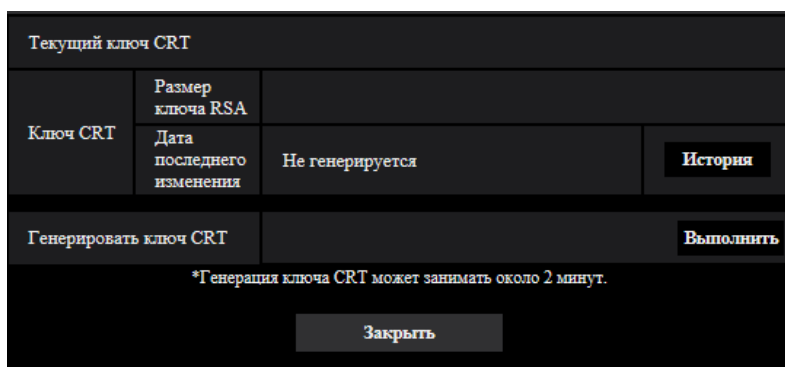 Текущий ключ CRT
Ключ CRT
Размер
ключа RSA
Дата
последнего
изменения
Не генерируется
История
Генерировать ключ CRT
Выполнить
*Генерация ключа CRT может занимать около 2 минут.
Закрыть